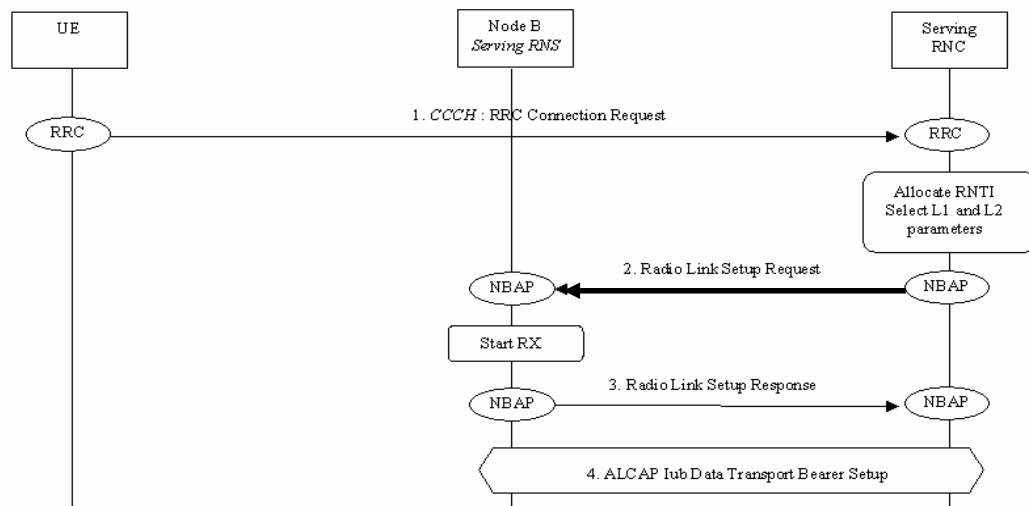 UE
Node B
Serving RNS
Serving
RNC
1. CCCH : RRC Connection Request
RRC
RRC
Allocate RNTI
Select L1 and L2
parameters
2. Radio Link Setup Request
NBAP
NBAP
Start RX
3. Radio Link Setup Response
NBAP
NBAP
4. ALCAP Iub Data Transport Bearer Setup